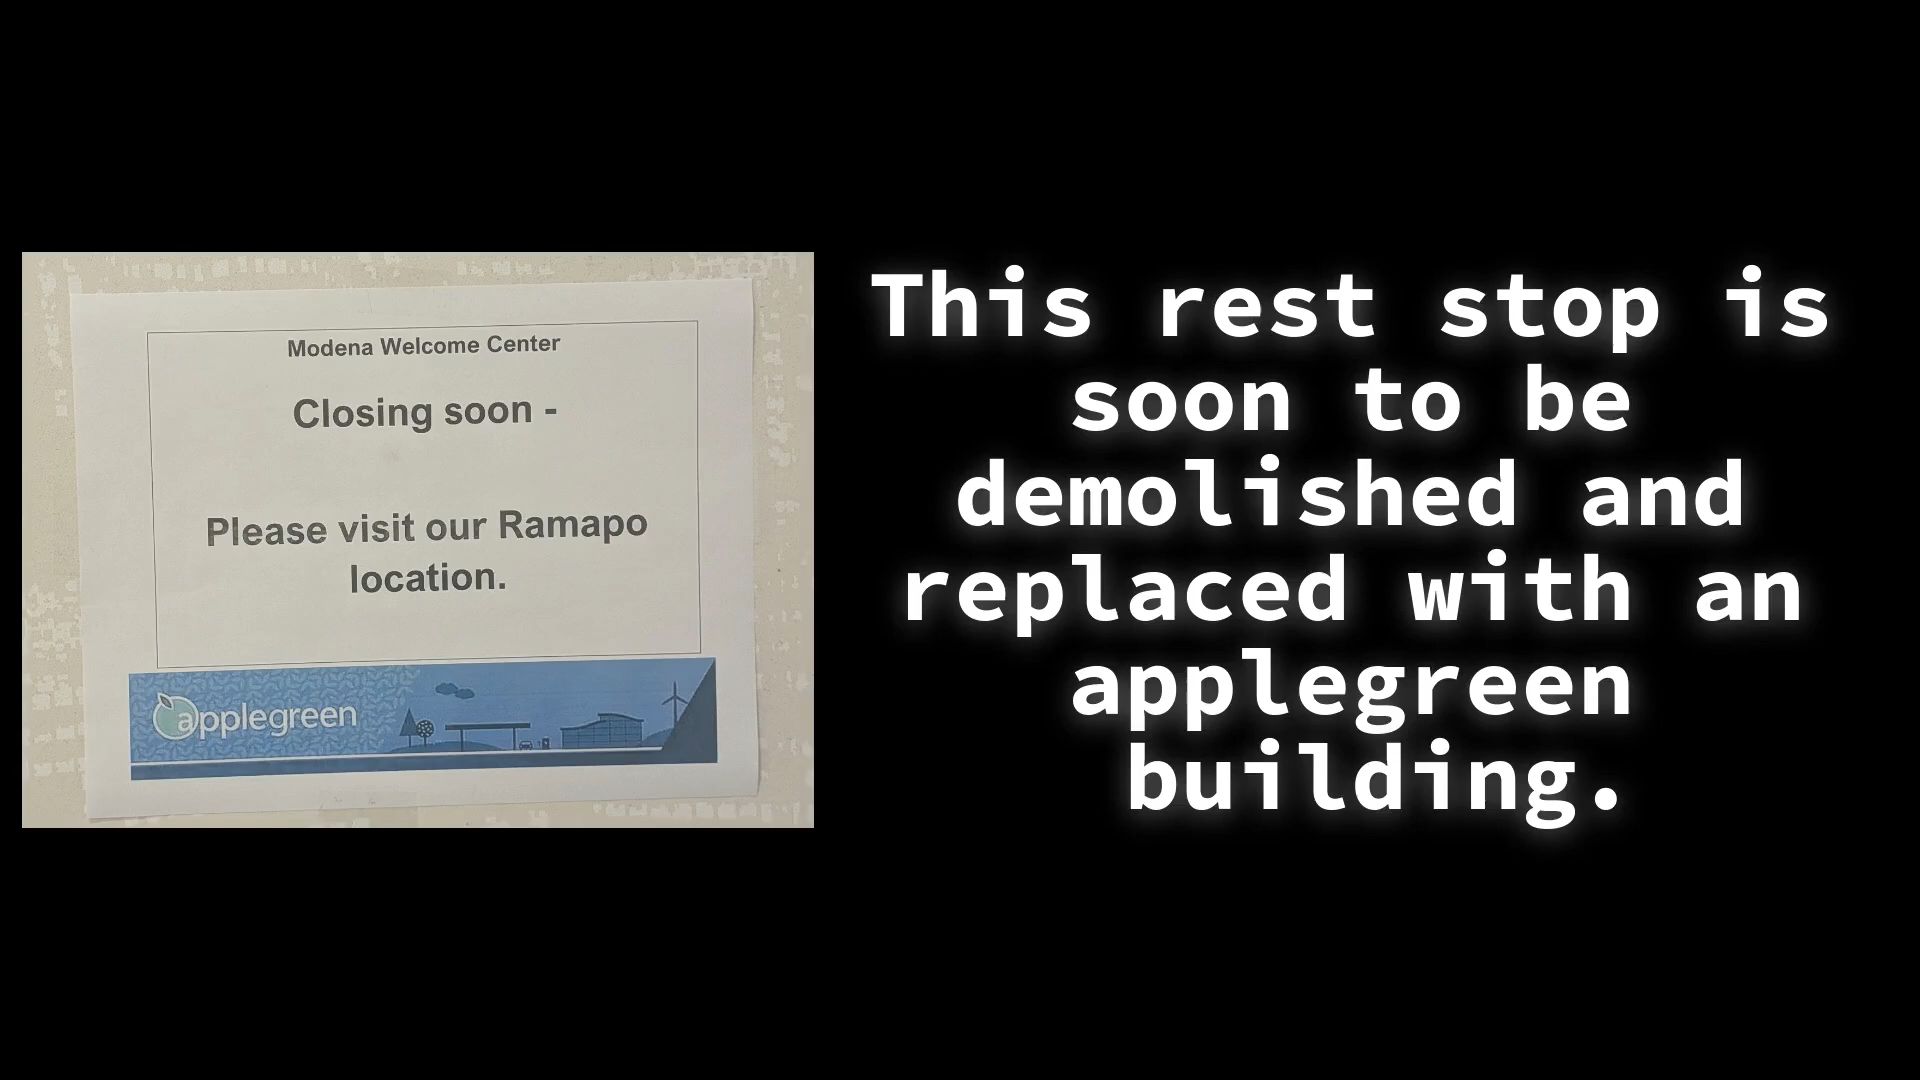 Modena Welcome Center
Closing soon -
Please visit our Ramapo
location.
applegreen
This rest stop is
soon to be
demolished and
replaced with an
applegreen
building.